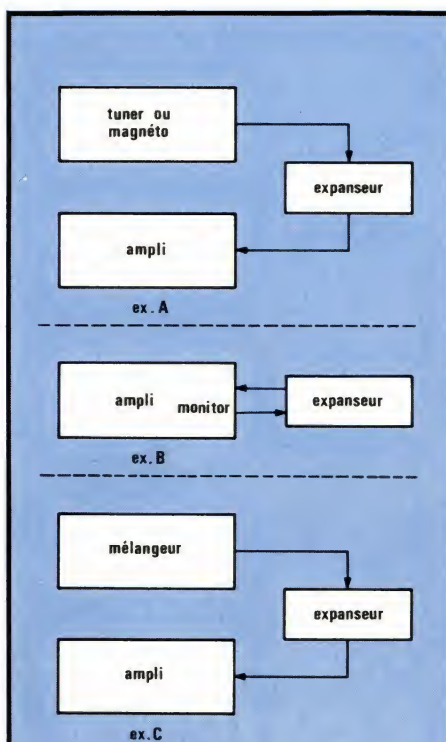 tuner ou
magnéto
expanseur
ampli
ex. A
ampli
monitor
expanseur
ex. B
mélangeur
expanseur
ampli
ex. C